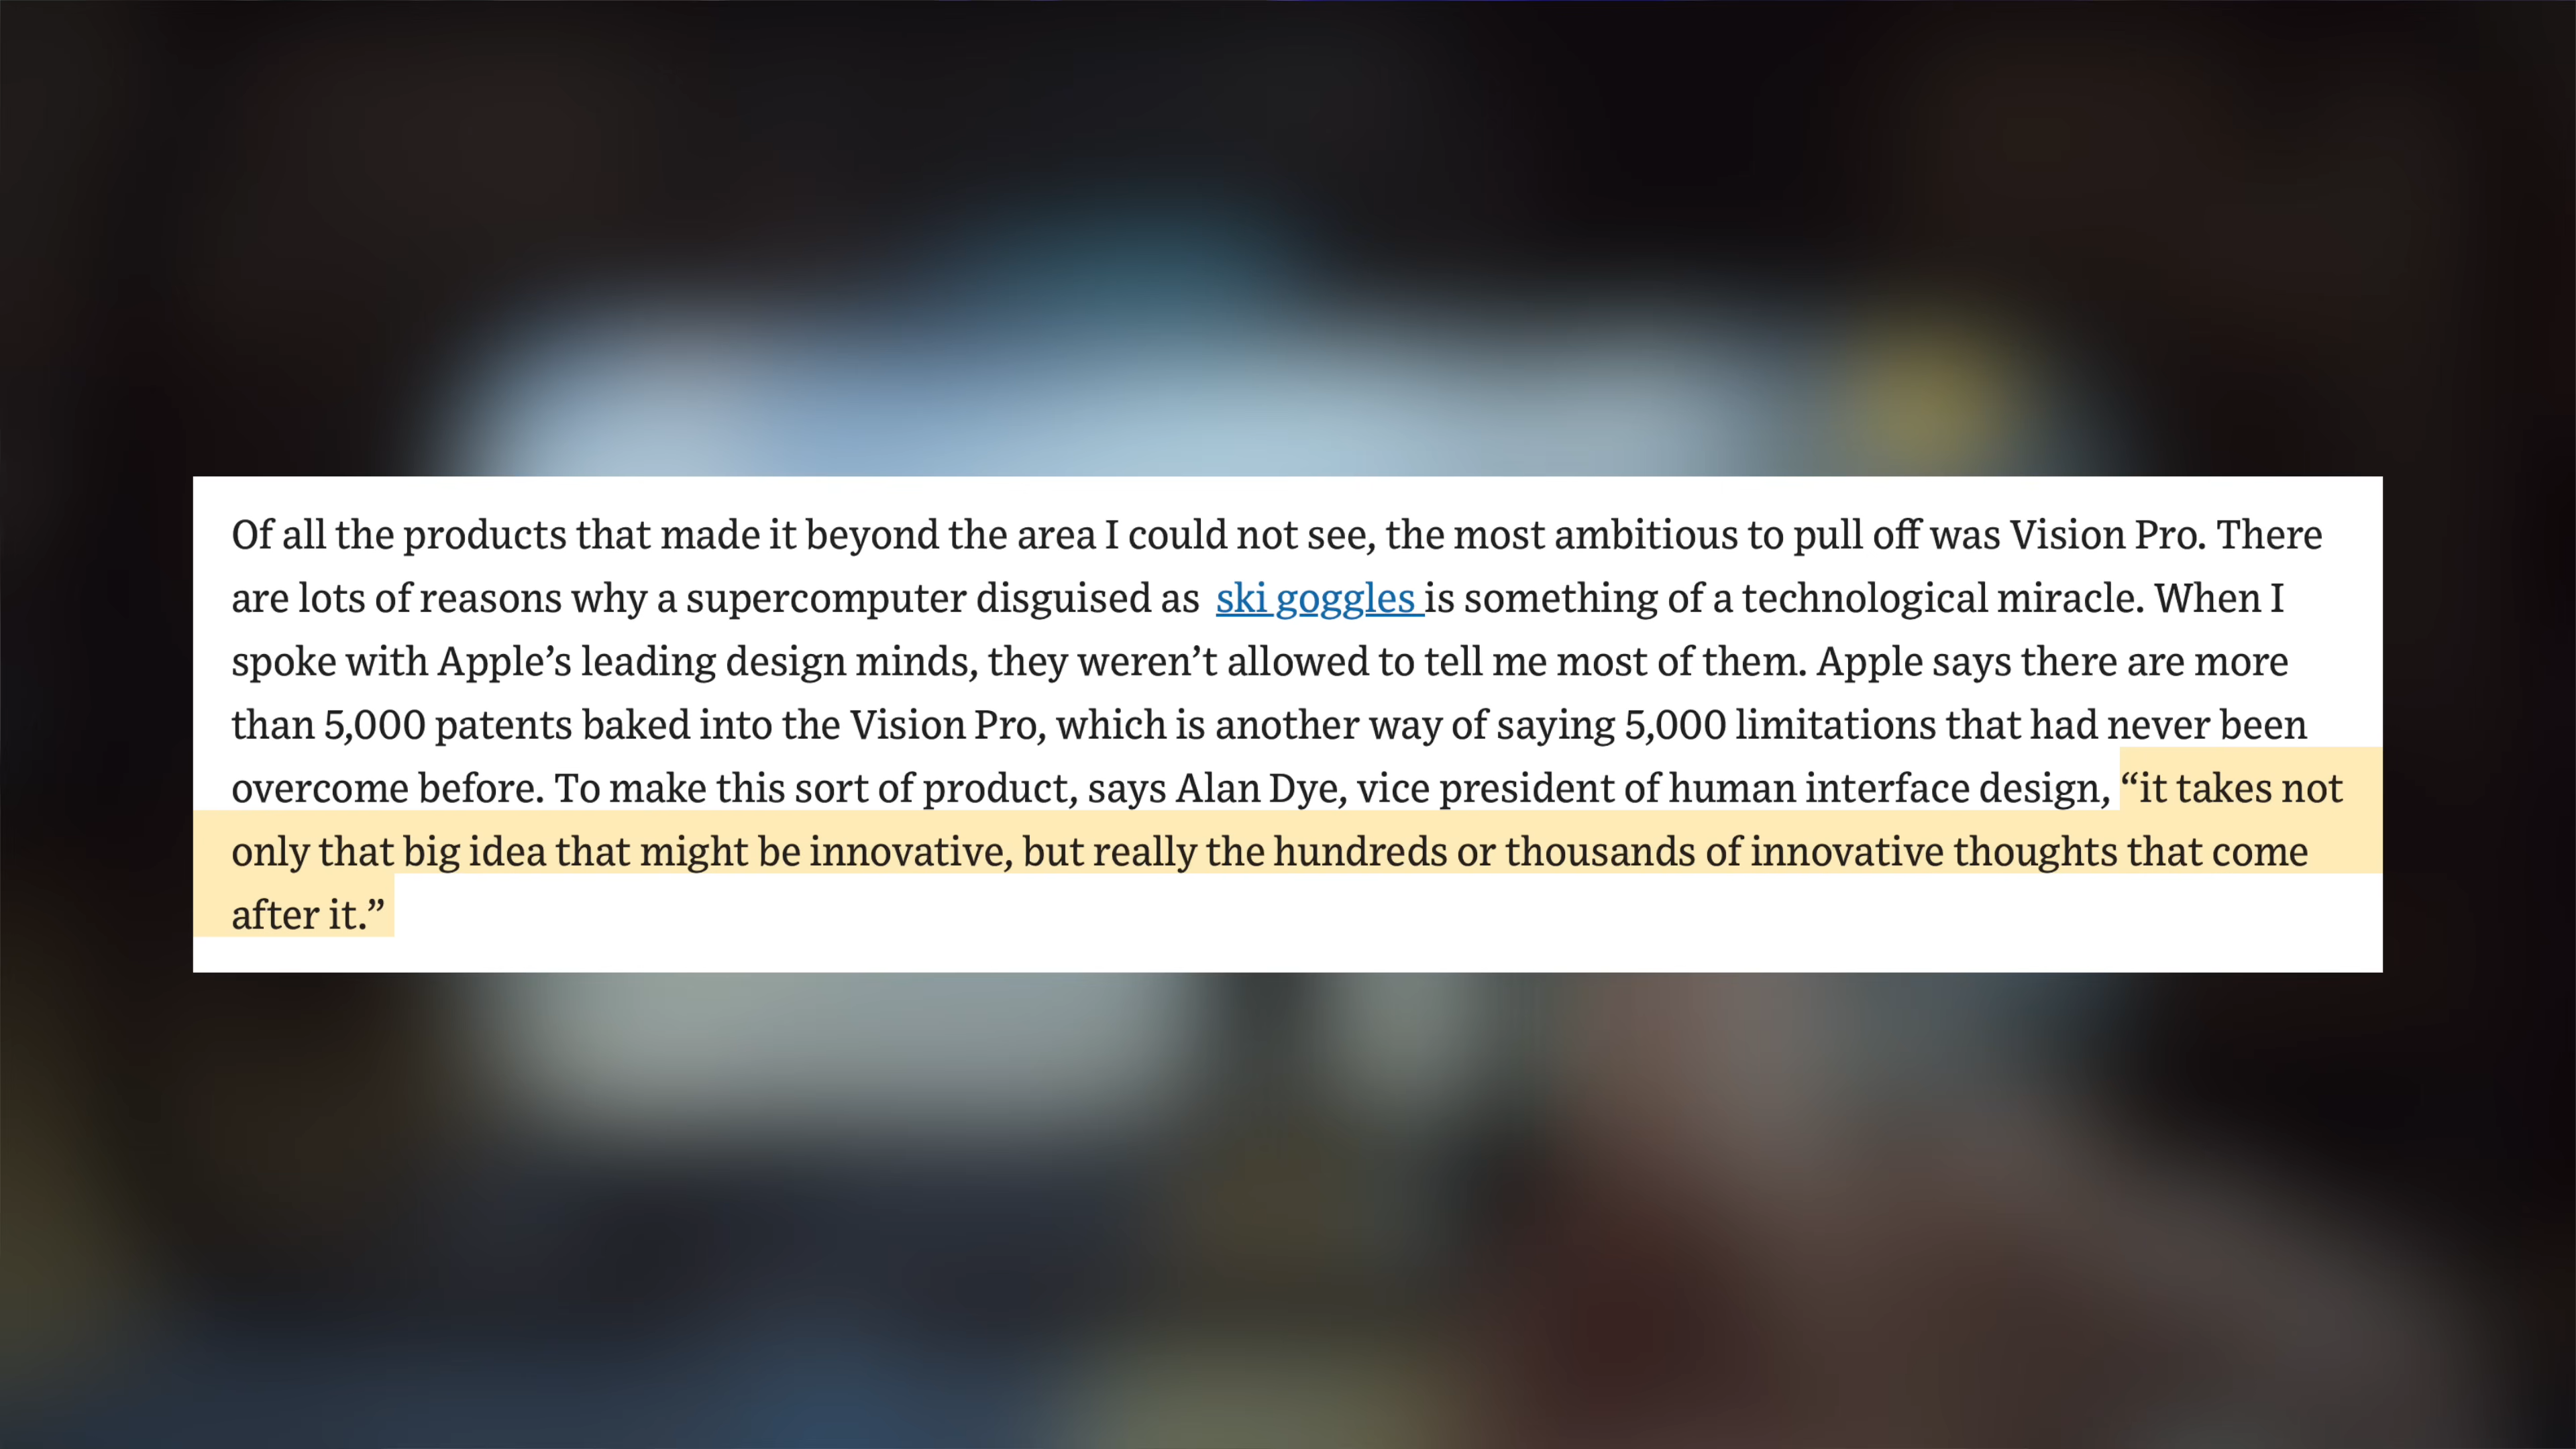 Of all the products that made it beyond the area I could not see, the most ambitious to pull off was Vision Pro. There
are lots of reasons why a supercomputer disguised as ski goggles is something of a technological miracle. When I
spoke with Apple’s leading design minds, they weren’t allowed to tell me most of them. Apple says there are more
than 5,000 patents baked into the Vision Pro, which is another way of saying 5,000 limitations that had never been
overcome before. To make this sort of product, says Alan Dye, vice president of human interface design, “it takes not
only that big idea that might be innovative, but really the hundreds or thousands of innovative thoughts that come
after it.”